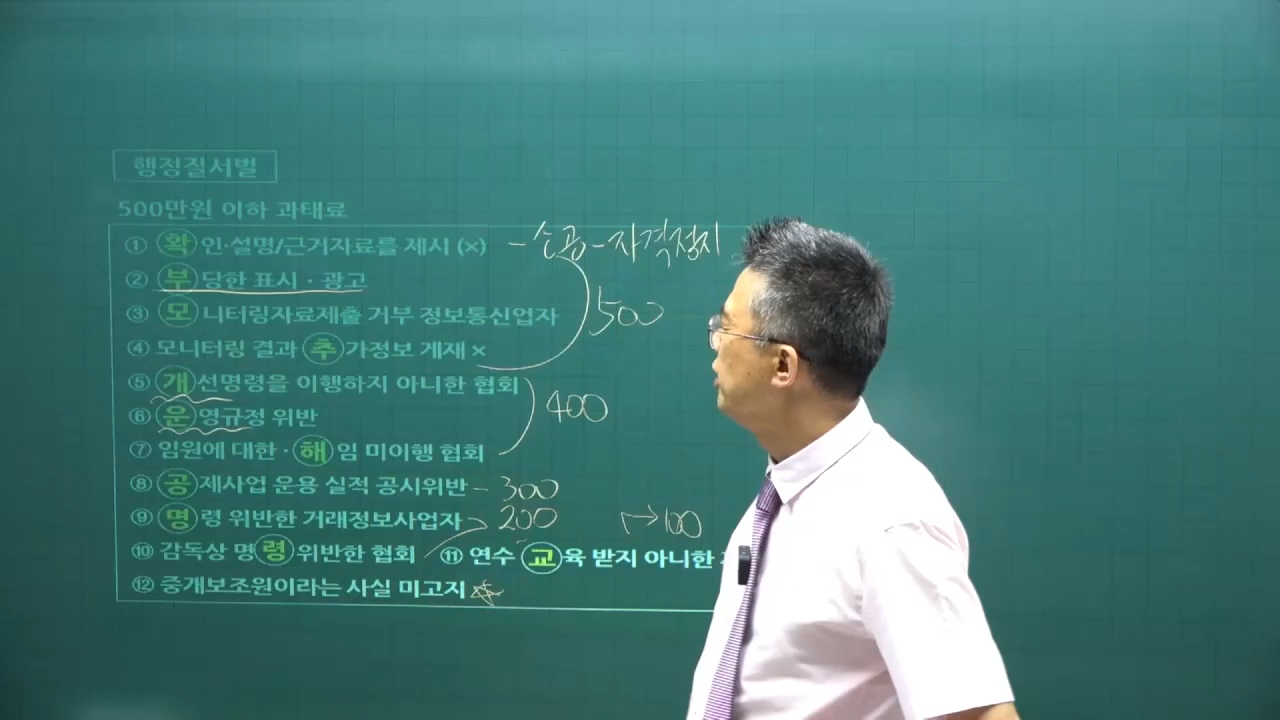 행정질서벌
500만원 이하 과태료
① 확인·설명/근거자료를 제시 (×) - 소공 - 자격정지
② 부당한 표시·광고
③ 모니터링자료제출 거부 정보통신업자 500
④ 모니터링 결과 추가정보 게재 ×
⑤ 개선명령을 이행하지 아니한 협회
⑥ 운영규정 위반 400
⑦ 임원에 대한·해임 미이행 협회
⑧ 공제사업 운용 실적 공시위반 - 300
⑨ 명령 위반한 거래정보사업자 200 → 100
⑩ 감독상 명령 위반한 협회 ⑪ 연수 교육 받지 아니한
⑫ 중개보조원이라는 사실 미고지